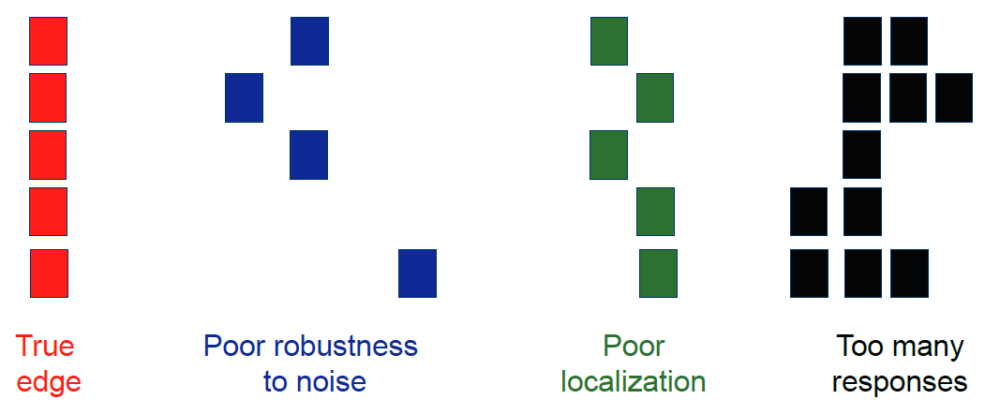 True
edge
Poor robustness
to noise
Poor
localization
Too many
responses